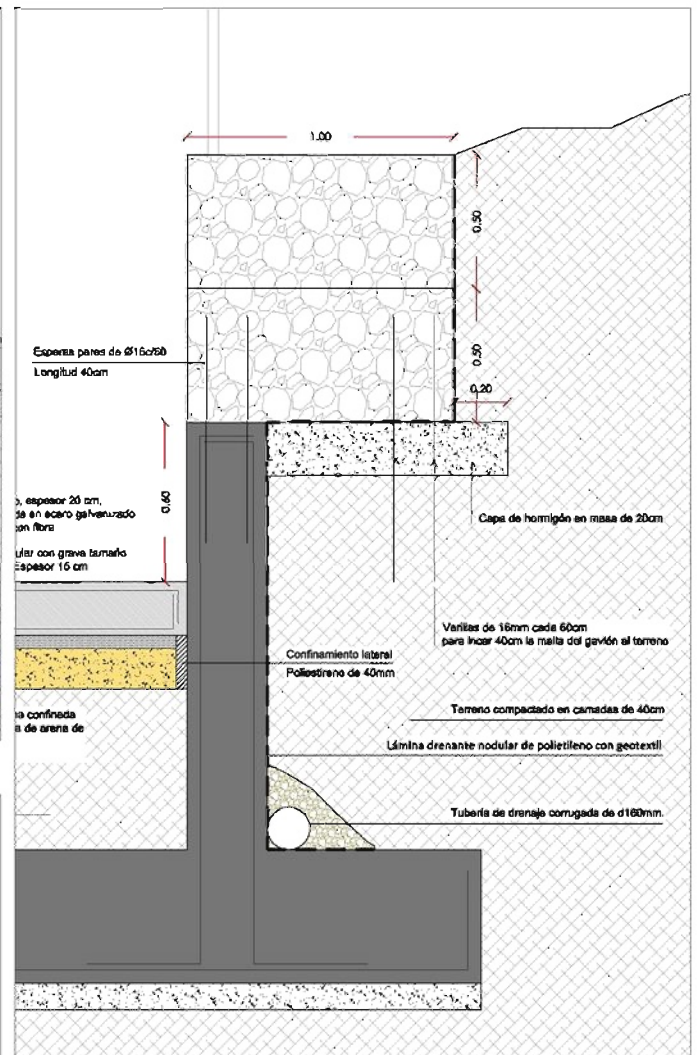 1.00
0.50
0.50
0.20
Esperas pares de Ø16c/60
Longitud 40cm
0.60
, espesor 20 cm,
en acero galvanizado
con fibra
Capa de hormigón en masa de 20cm
con grava tamaño
Espesor 15 cm
Varillas de 16mm cada 60cm
para incar 40cm la malla del gavión al terreno
Confinamiento lateral
Poliestireno de 40mm
confinada
de arena de
Terreno compactado en camadas de 40cm
Lámina drenante nodular de polietileno con geotextil
Tubería de drenaje corrugada de d160mm